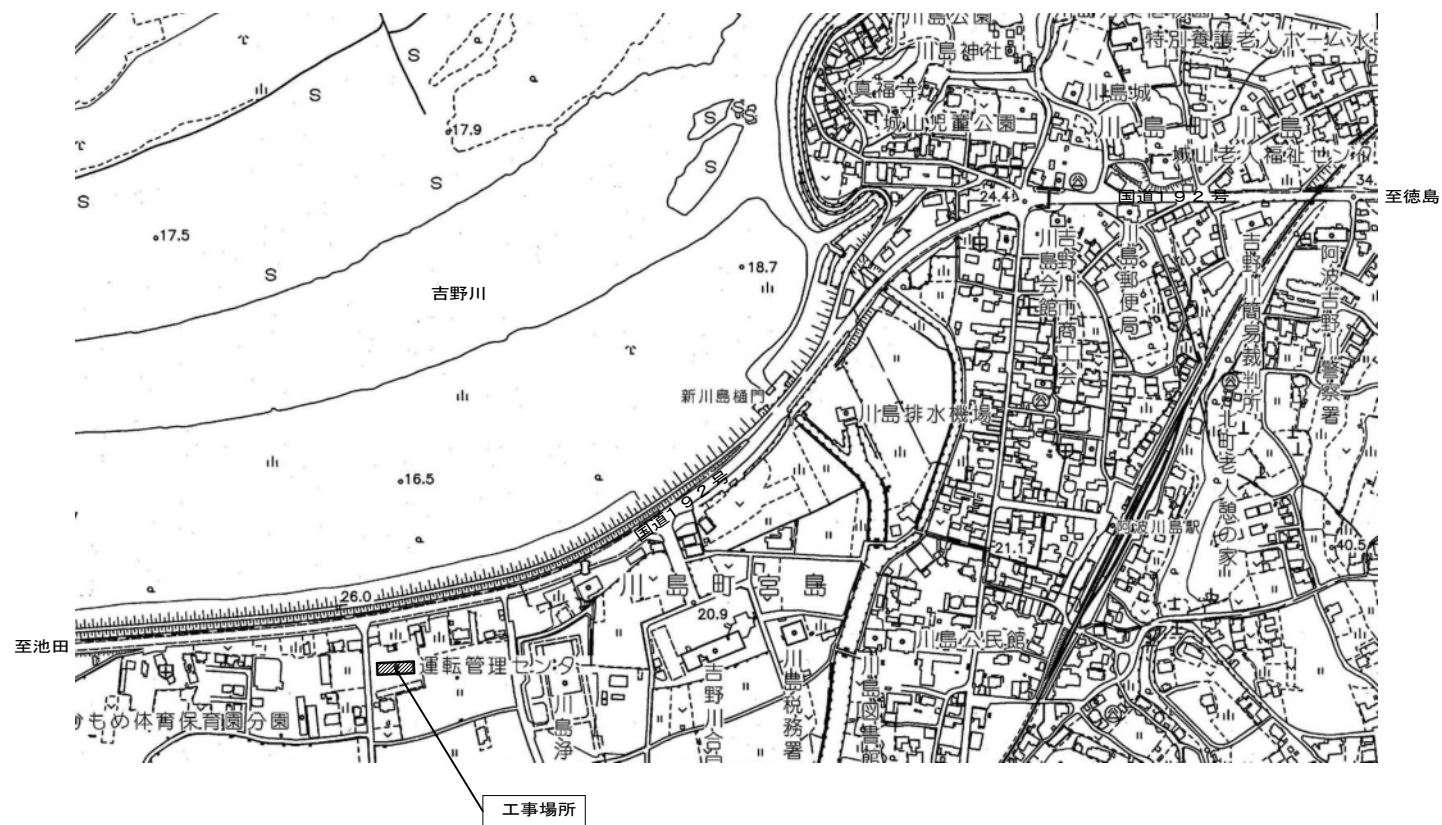 川島公園
川島神社
特別養護老人ホーム水
真福寺
川島城
城山児童公園
川島町川島
城山老人福祉センタ
17.9
S
S
S
S
S
S
S
24.4
国道192号
34.
至徳島
17.5
18.7
吉野川
川島会館
吉野川市商工会
川島郵便局
吉野川簡易裁判所
阿波吉野川警察署
新川島樋門
川島排水機場
北町老人憩の家
16.5
国道192号
阿波川島駅
21.1
40.5
川島町宮島
26.0
20.9
至池田
運転管理センタ
川島公民館
かもめ体育保育園分園
川島浄
吉野川合
川島税務署
川島図書館
工事場所